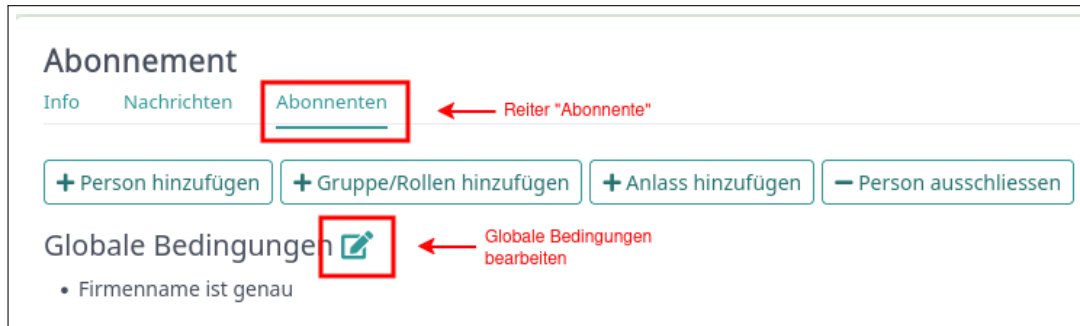 Abonnement
Info Nachrichten Abonnenten
Reiter "Abonnente"
+ Person hinzufügen + Gruppe/Rollen hinzufügen + Anlass hinzufügen − Person ausschliessen
Globale Bedingungen
Globale Bedingungen
bearbeiten
• Firmenname ist genau